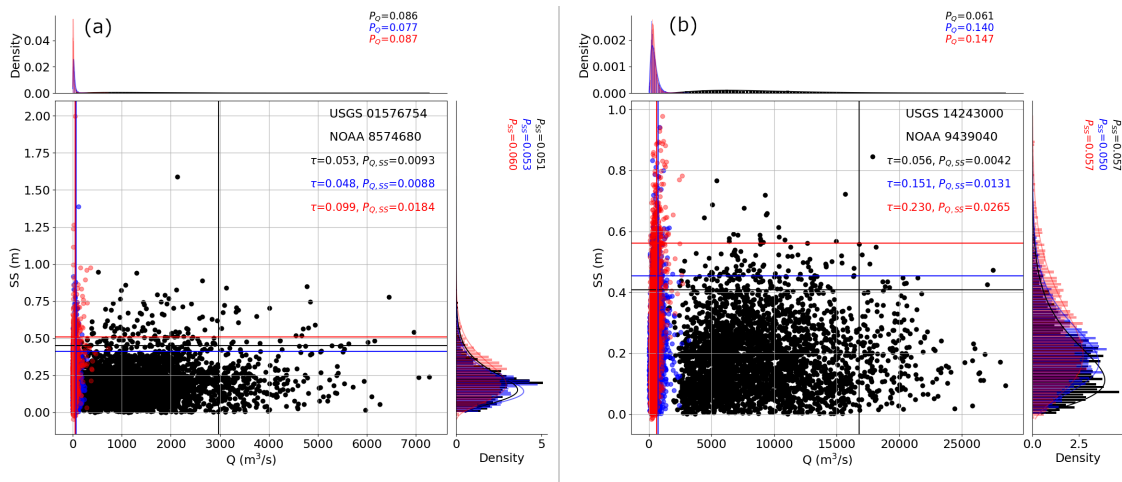 (a)
P_Q=0.086
P_Q=0.077
P_Q=0.087
Density
0.04
0.02
0.00
USGS 01576754
NOAA 8574680
τ=0.053, P_Q,SS=0.0093
τ=0.048, P_Q,SS=0.0088
τ=0.099, P_Q,SS=0.0184
P_SS=0.051
P_SS=0.053
P_SS=0.060
SS (m)
2.00
1.75
1.50
1.25
1.00
0.75
0.50
0.25
0.00
0 1000 2000 3000 4000 5000 6000 7000
Q (m³/s)
0 5
Density
(b)
P_Q=0.061
P_Q=0.140
P_Q=0.147
Density
0.002
0.001
0.000
USGS 14243000
NOAA 9439040
τ=0.056, P_Q,SS=0.0042
τ=0.151, P_Q,SS=0.0131
τ=0.230, P_Q,SS=0.0265
P_SS=0.057
P_SS=0.050
P_SS=0.057
SS (m)
1.0
0.8
0.6
0.4
0.2
0.0
0 5000 10000 15000 20000 25000
Q (m³/s)
0.0 2.5
Density